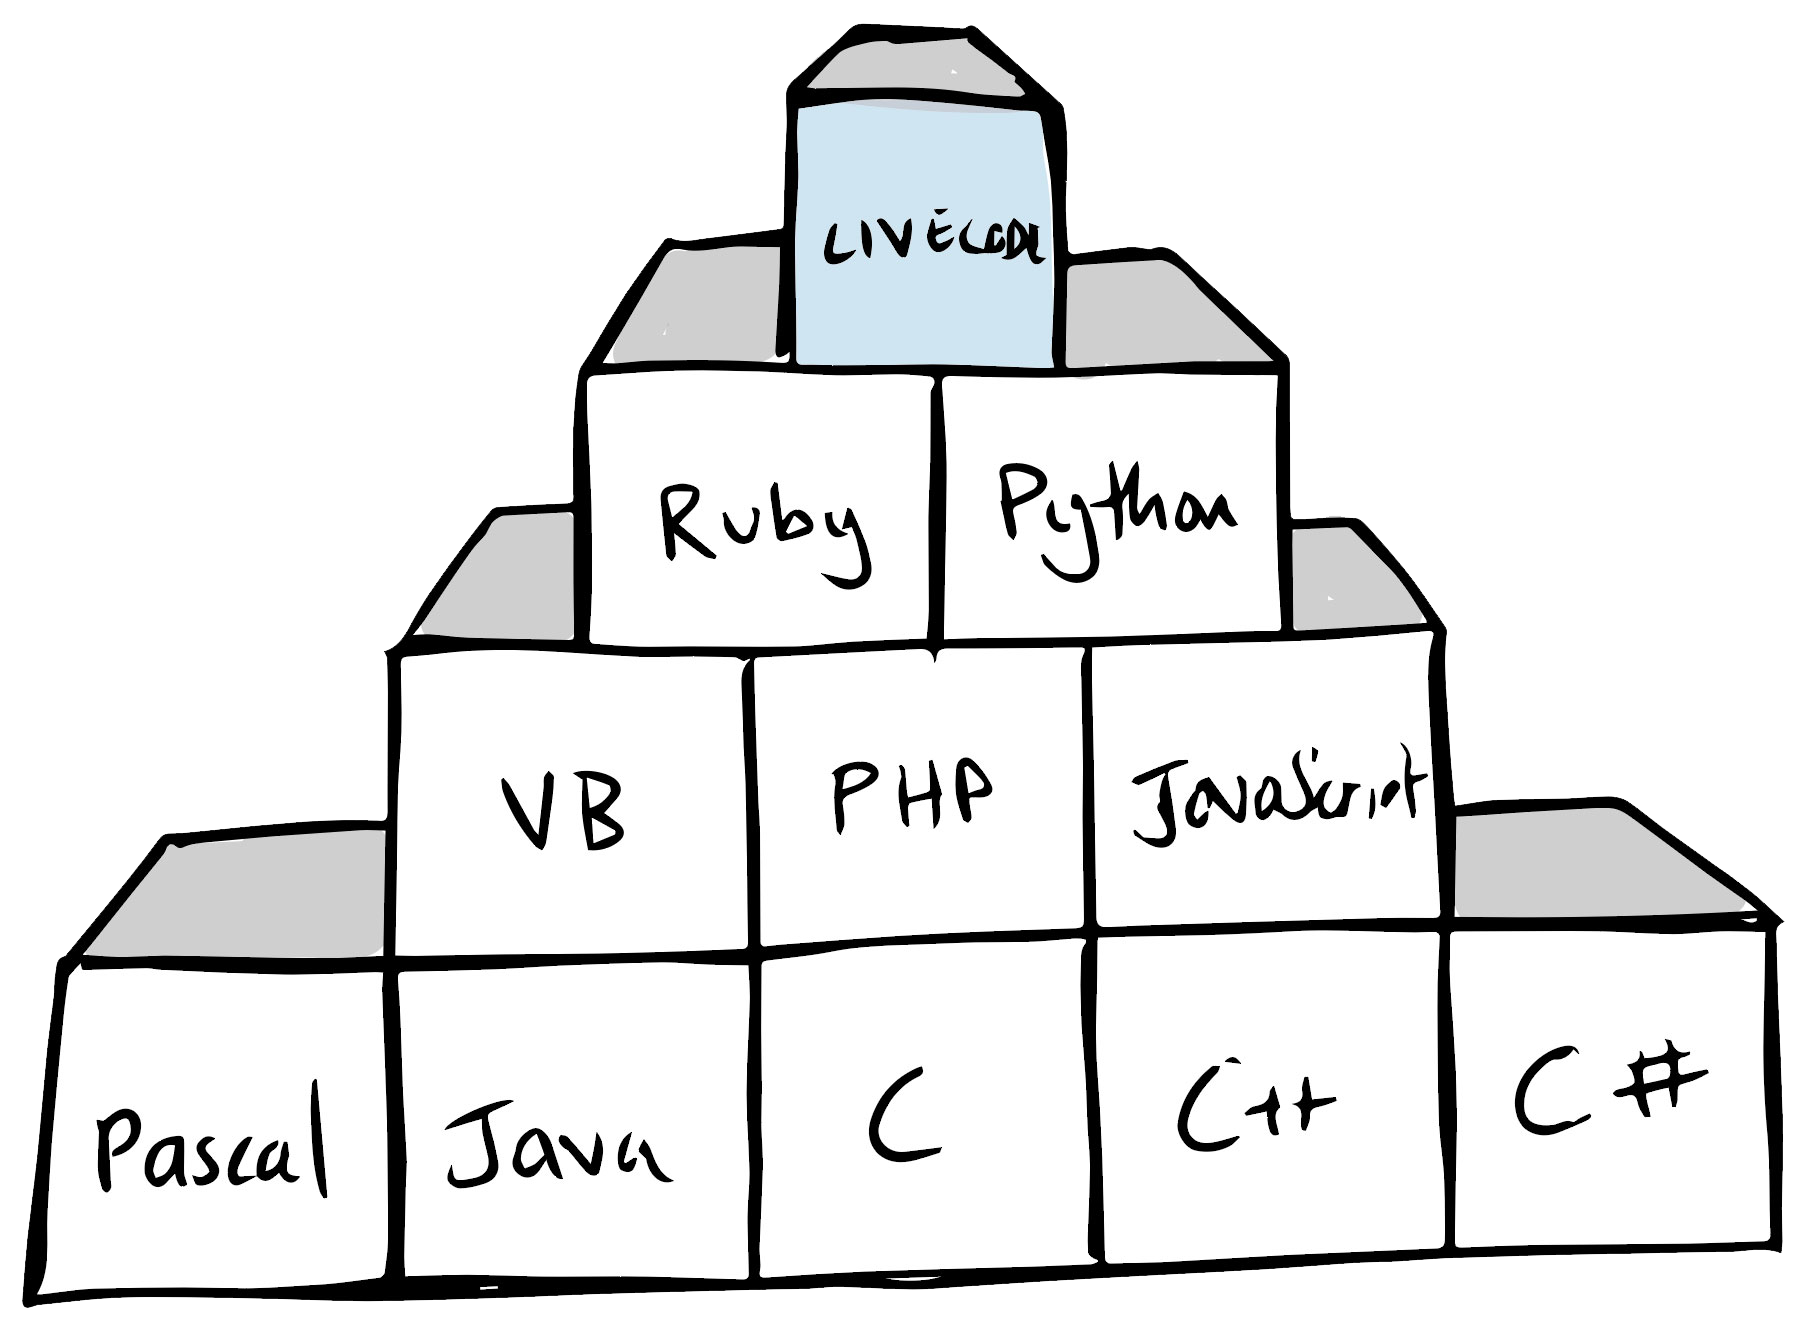 LIVECODE
Ruby Python
VB PHP JavaScript
Pascal Java C C++ C#